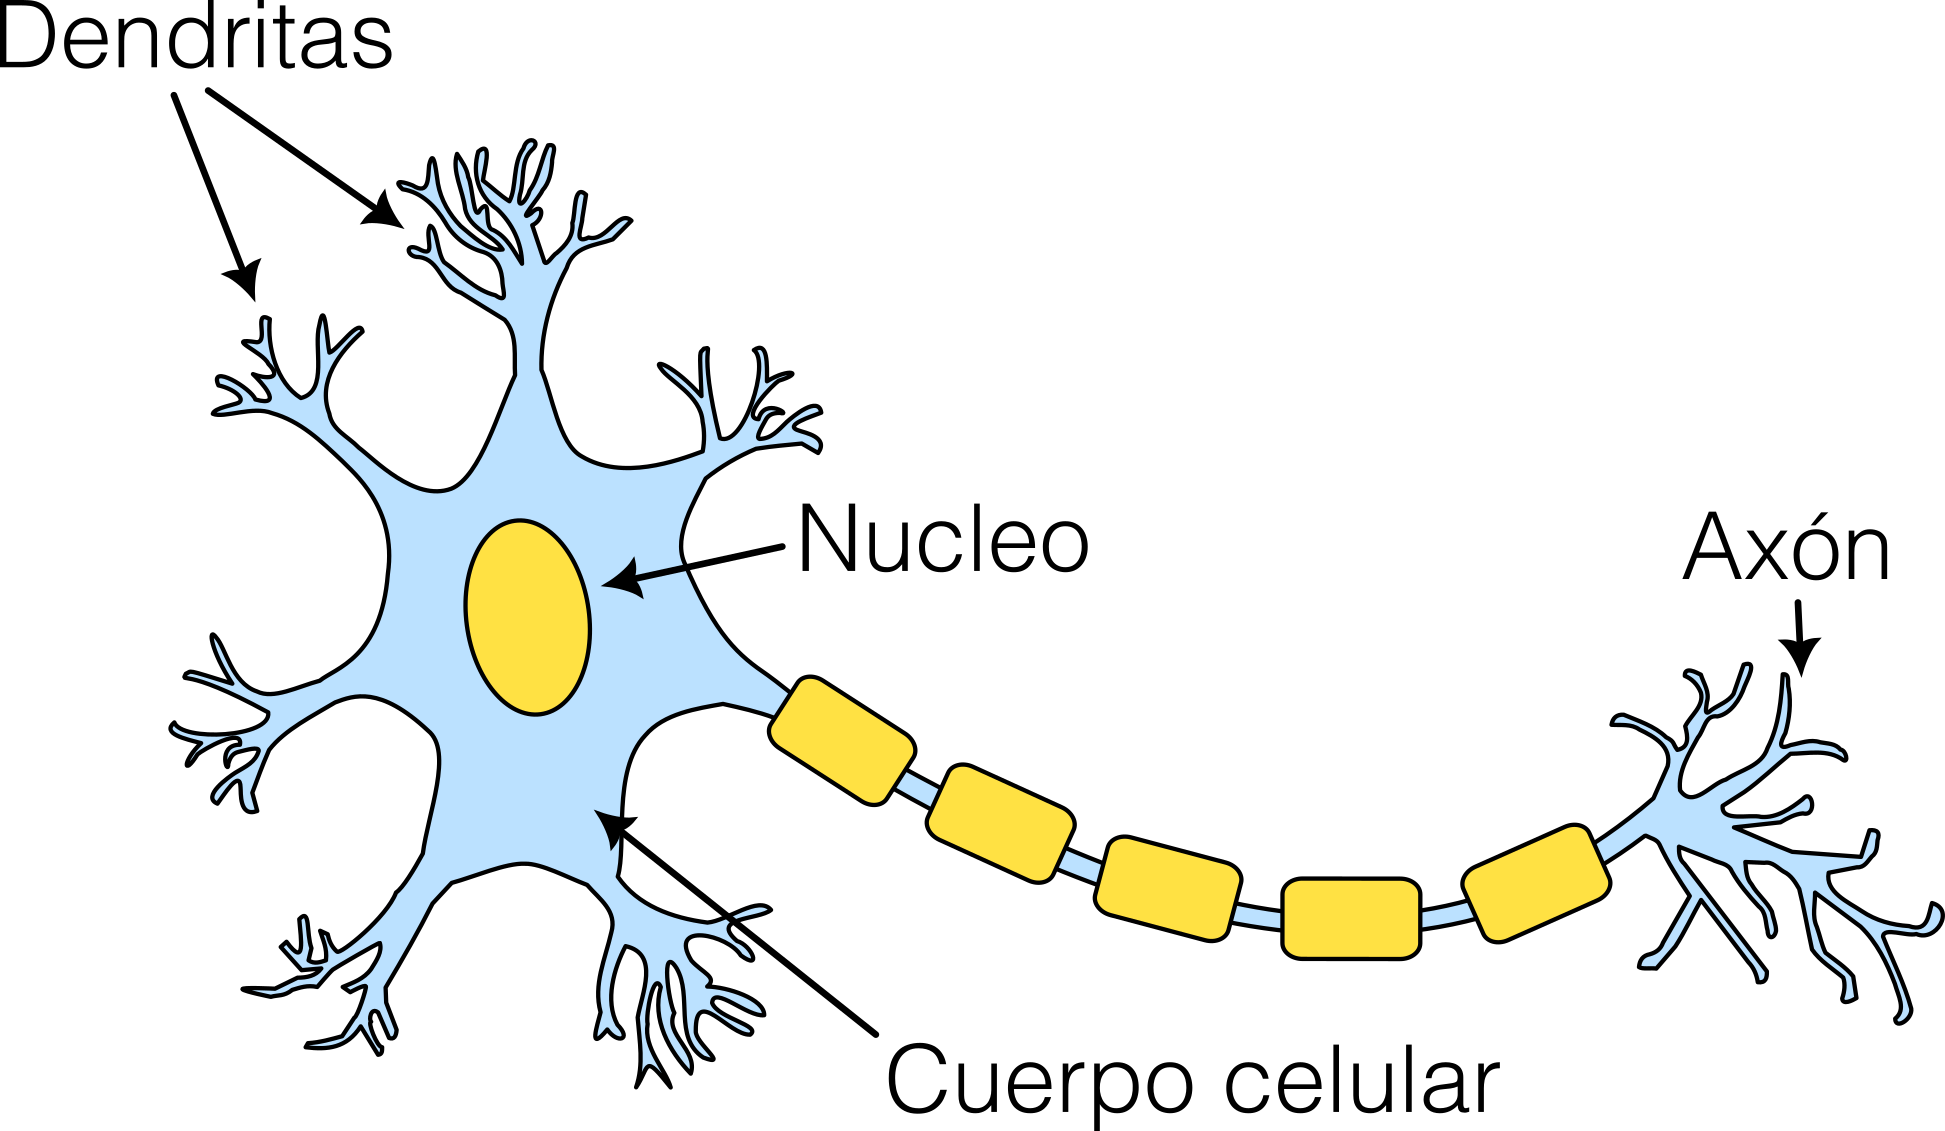 Dendritas
Nucleo
Axón
Cuerpo celular